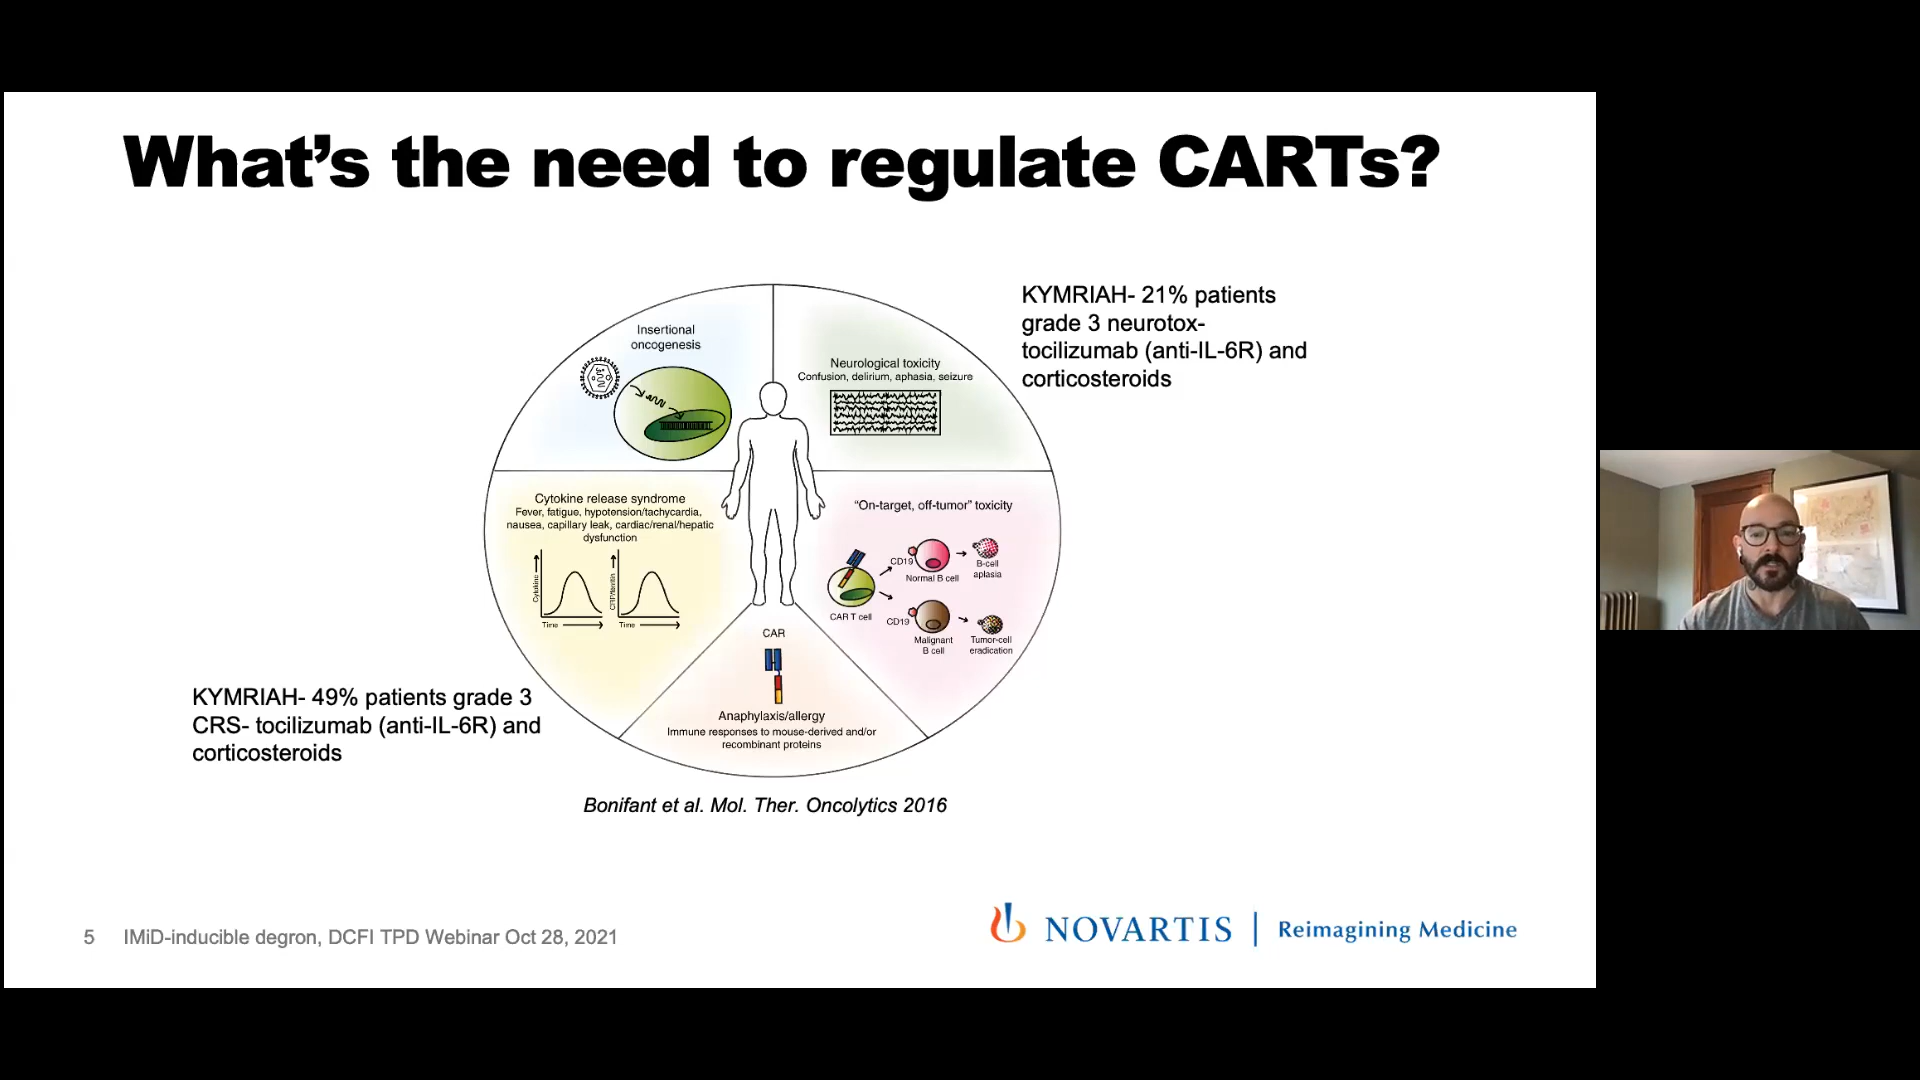 What's the need to regulate CARTs?
KYMRIAH- 21% patients
grade 3 neurotox-
tocilizumab (anti-IL-6R) and
corticosteroids
Insertional
oncogenesis
Neurological toxicity
Confusion, delirium, aphasia, seizure
Cytokine release syndrome
Fever, fatigue, hypotension/tachycardia,
nausea, capillary leak, cardiac/renal/hepatic
dysfunction
Cytokine
Time
CRP/ferritin
Time
“On-target, off-tumor” toxicity
CD19
Normal B cell
B-cell
aplasia
CAR T cell
CD19
Malignant
B cell
Tumor-cell
eradication
CAR
Anaphylaxis/allergy
Immune responses to mouse-derived and/or
recombinant proteins
KYMRIAH- 49% patients grade 3
CRS- tocilizumab (anti-IL-6R) and
corticosteroids
Bonifant et al. Mol. Ther. Oncolytics 2016
5 IMiD-inducible degron, DCFI TPD Webinar Oct 28, 2021
NOVARTIS | Reimagining Medicine